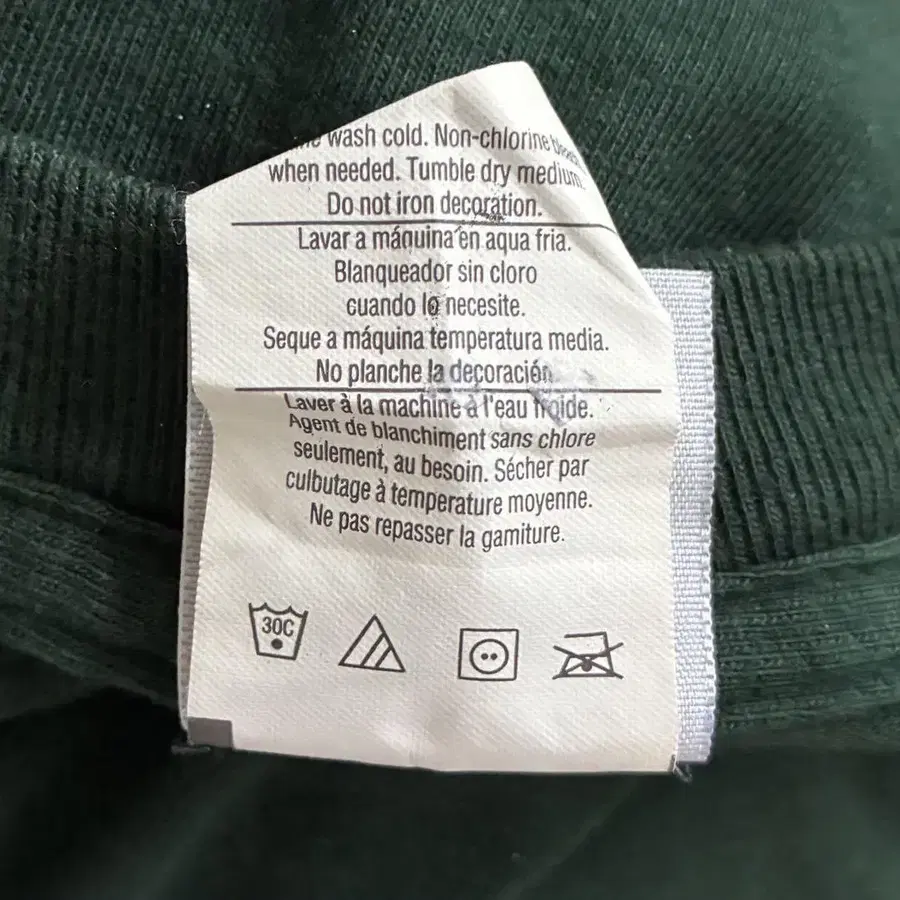 wash cold. Non-chlorine
when needed. Tumble dry medium.
Do not iron decoration.
Lavar a máquina en aqua fria.
Blanqueador sin cloro
cuando lo necesite.
Seque a máquina temperatura media.
No planche la decoración.
Laver à la machine à l'eau froide.
Agent de blanchiment sans chlore
seulement, au besoin. Sécher par
culbutage à temperature moyenne.
Ne pas repasser la garniture.
30C